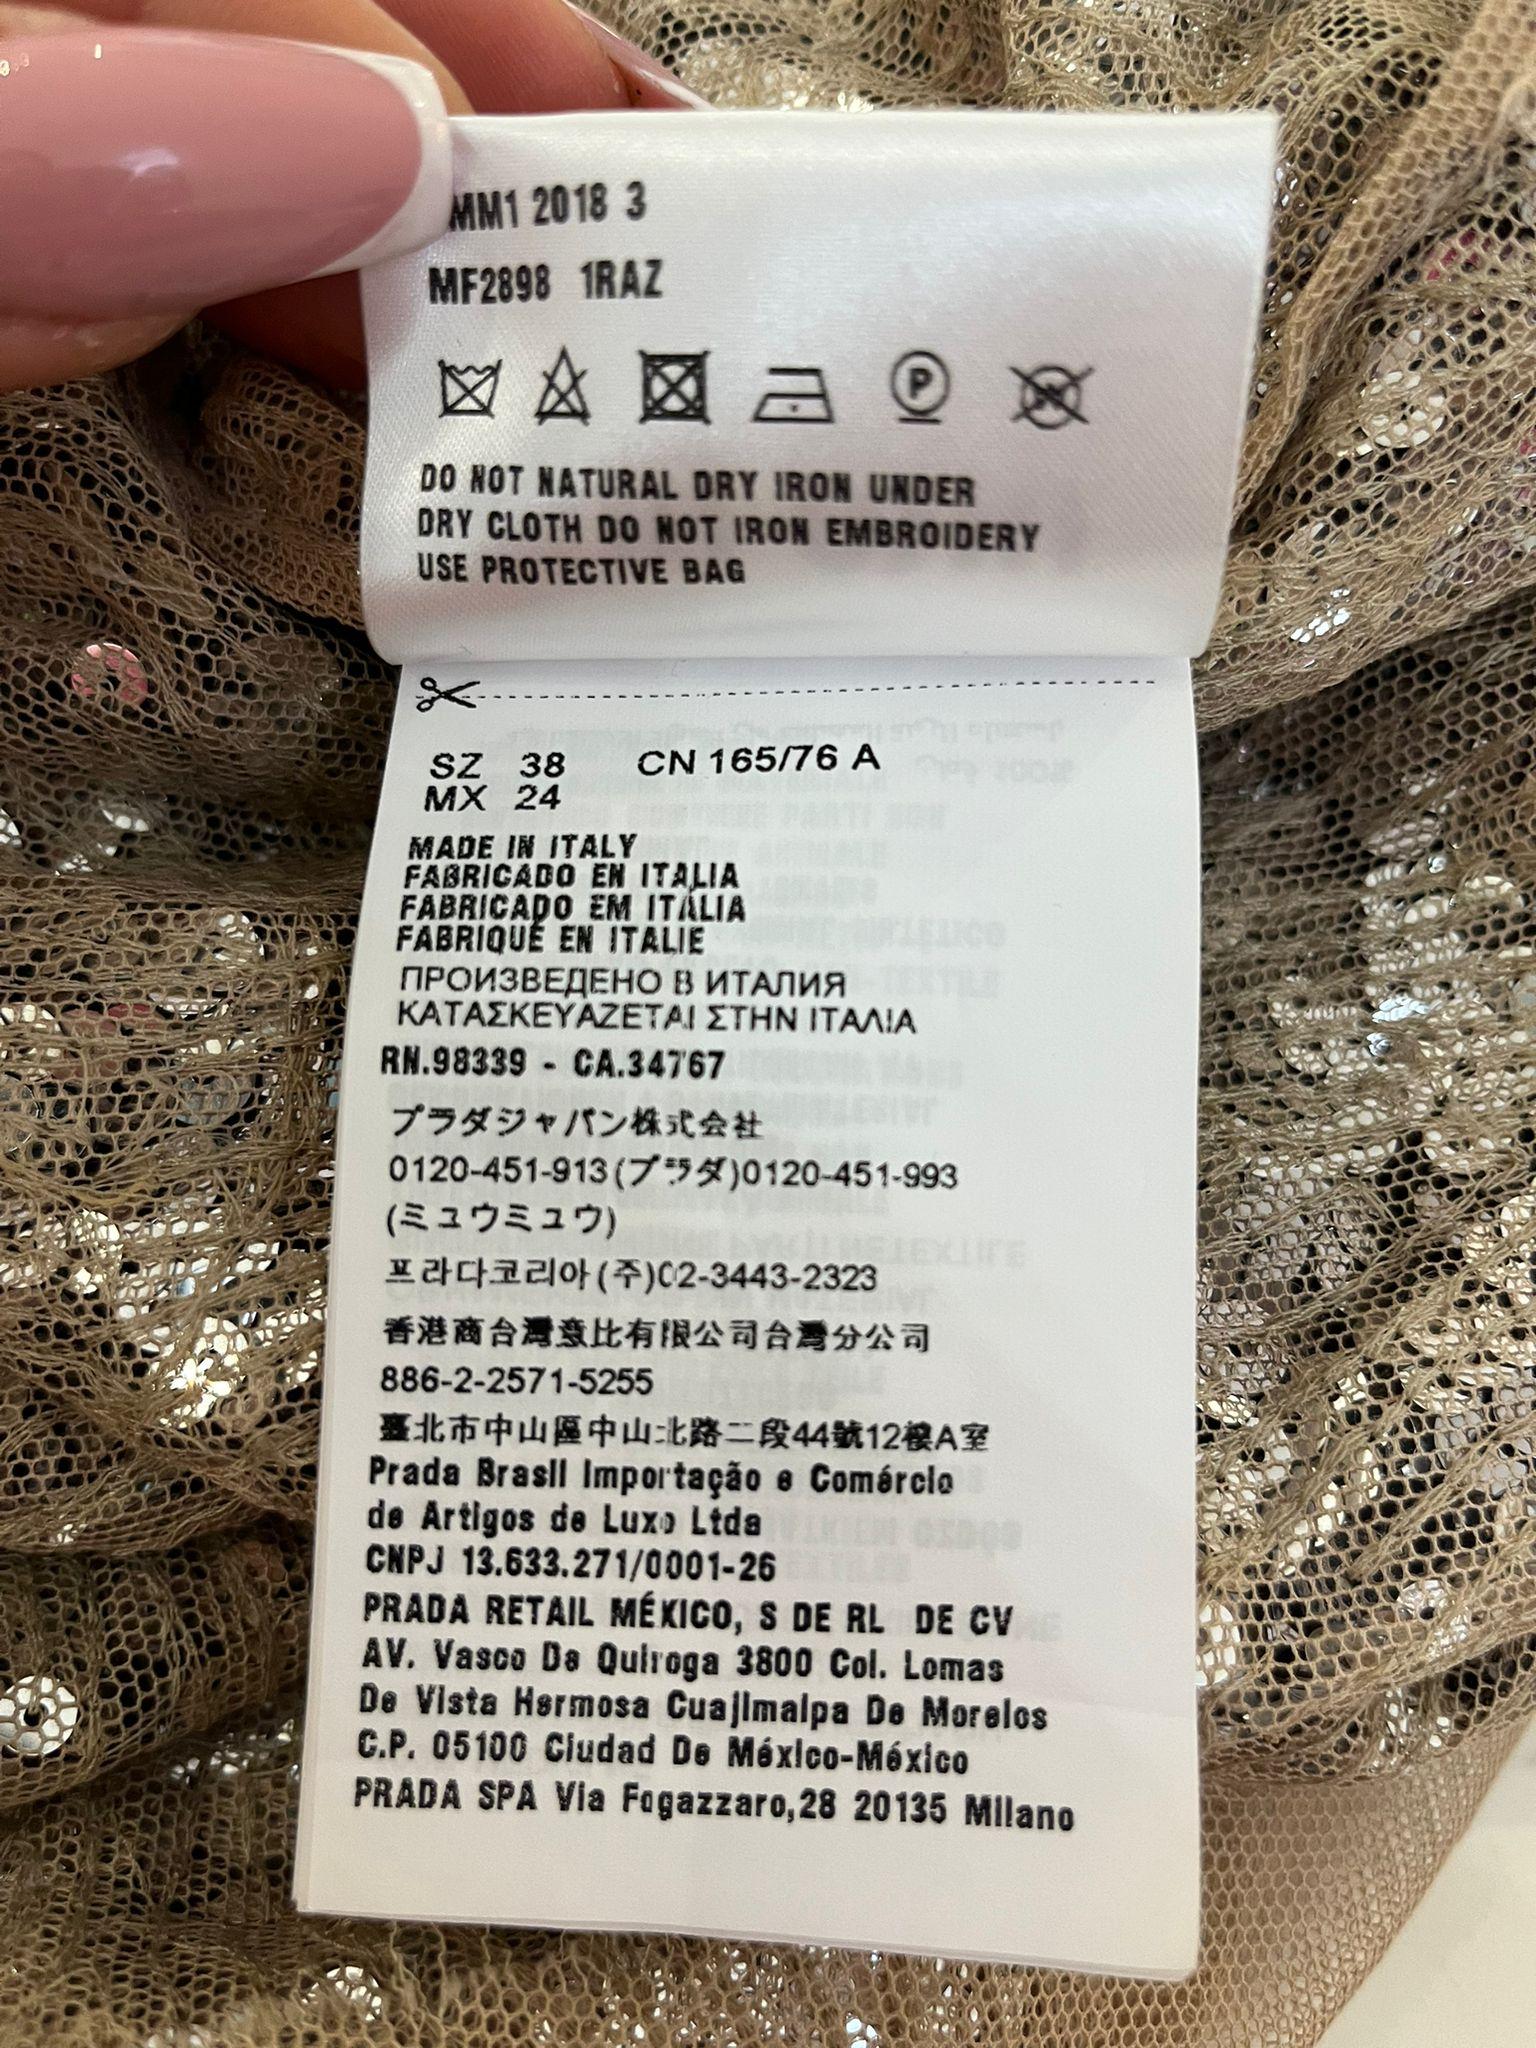 MM1 2018 3
MF2898 1RAZ
P
DO NOT NATURAL DRY IRON UNDER
DRY CLOTH DO NOT IRON EMBROIDERY
USE PROTECTIVE BAG
SZ 38 CN 165/76 A
MX 24
MADE IN ITALY
FABRICADO EN ITALIA
FABRICADO EM ITÁLIA
FABRIQUÉ EN ITALIE
ПРОИЗВЕДЕНО В ИТАЛИЯ
ΚΑΤΑΣΚΕΥΑΖΕΤΑΙ ΣΤΗΝ ΙΤΑΛΙΑ
RN.98339 - CA.34767
プラダジャパン株式会社
0120-451-913(プラダ)0120-451-993
(ミュウミュウ)
프라다코리아(주)02-3443-2323
香港商台灣意比有限公司台灣分公司
886-2-2571-5255
臺北市中山區中山北路二段44號12樓A室
Prada Brasil Importação e Comércio
de Artigos de Luxo Ltda
CNPJ 13.633.271/0001-26
PRADA RETAIL MÉXICO, S DE RL DE CV
AV. Vasco De Quiroga 3800 Col. Lomas
De Vista Hermosa Cuajimalpa De Morelos
C.P. 05100 Ciudad De México-México
PRADA SPA Via Fogazzaro,28 20135 Milano